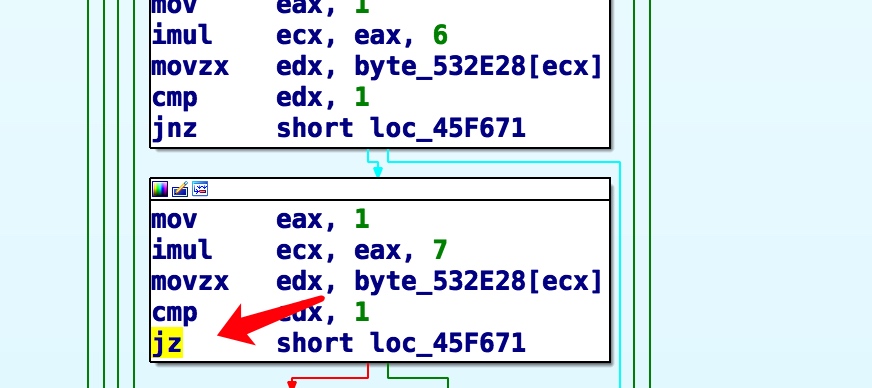 mov eax, 1
imul ecx, eax, 6
movzx edx, byte_532E28[ecx]
cmp edx, 1
jnz short loc_45F671
mov eax, 1
imul ecx, eax, 7
movzx edx, byte_532E28[ecx]
cmp edx, 1
jz short loc_45F671